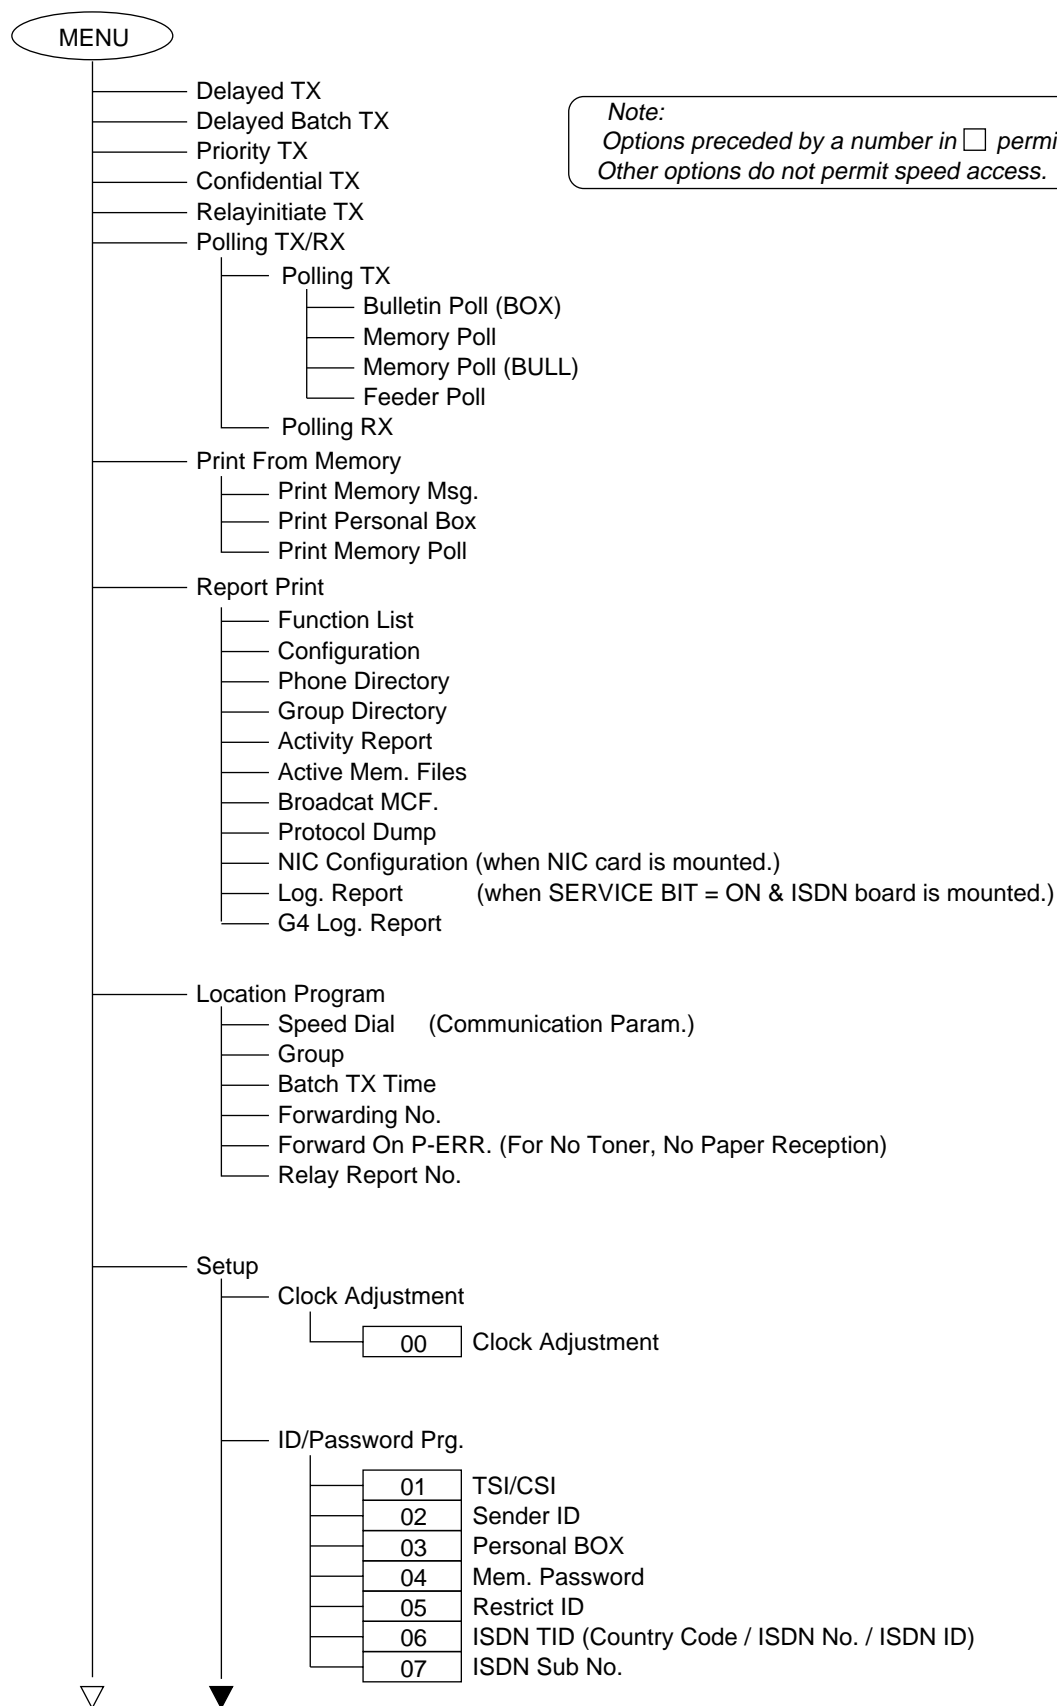 MENU
Delayed TX
Delayed Batch TX
Priority TX
Confidential TX
Relayinitiate TX
Polling TX/RX
Note:
Options preceded by a number in □ permi
Other options do not permit speed access.
Polling TX
Bulletin Poll (BOX)
Memory Poll
Memory Poll (BULL)
Feeder Poll
Polling RX
Print From Memory
Print Memory Msg.
Print Personal Box
Print Memory Poll
Report Print
Function List
Configuration
Phone Directory
Group Directory
Activity Report
Active Mem. Files
Broadcat MCF.
Protocol Dump
NIC Configuration (when NIC card is mounted.)
Log. Report (when SERVICE BIT = ON & ISDN board is mounted.)
G4 Log. Report
Location Program
Speed Dial (Communication Param.)
Group
Batch TX Time
Forwarding No.
Forward On P-ERR. (For No Toner, No Paper Reception)
Relay Report No.
Setup
Clock Adjustment
00 Clock Adjustment
ID/Password Prg.
01 TSI/CSI
02 Sender ID
03 Personal BOX
04 Mem. Password
05 Restrict ID
06 ISDN TID (Country Code / ISDN No. / ISDN ID)
07 ISDN Sub No.